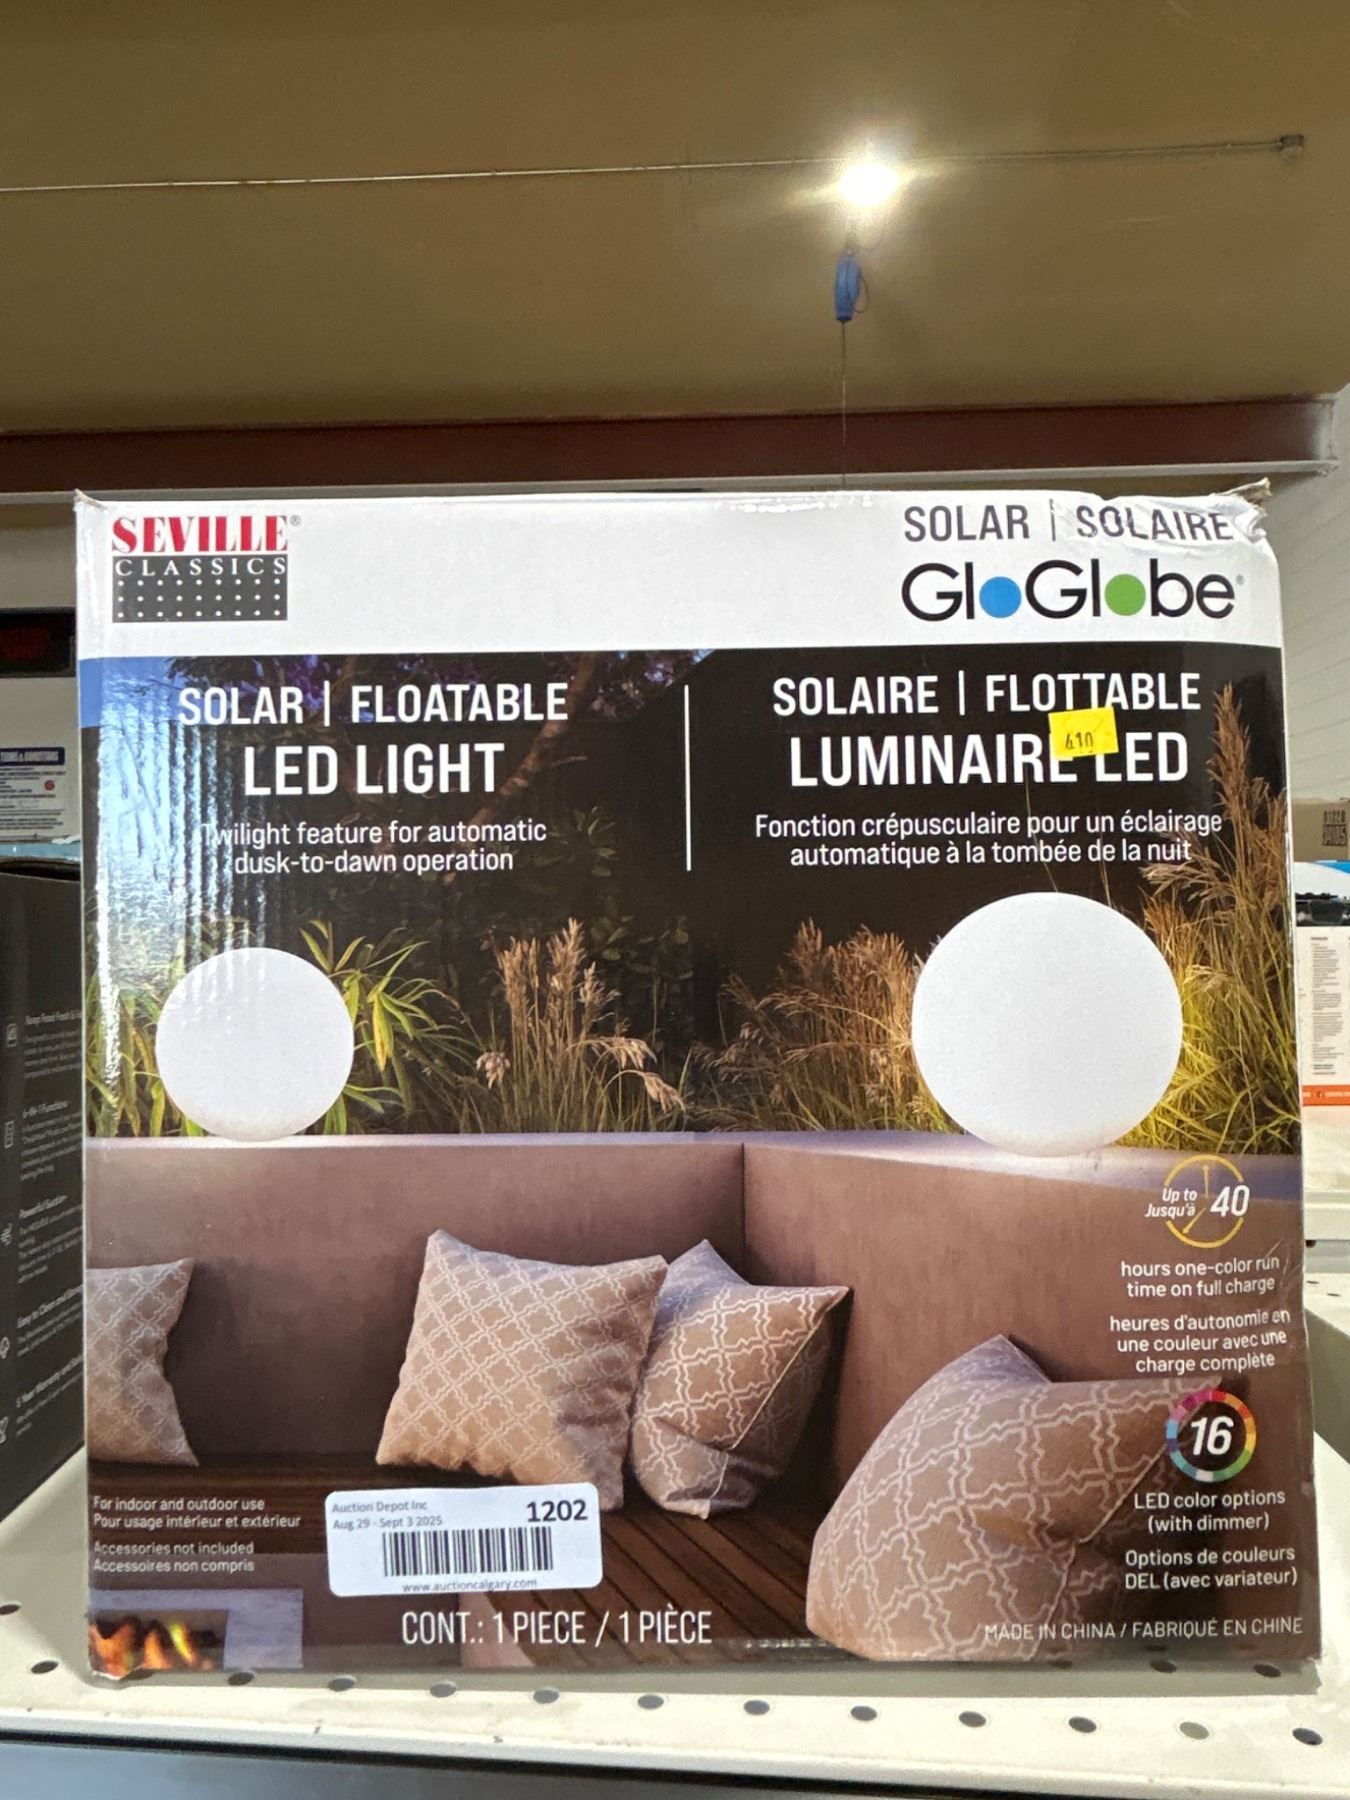 SEVILLE®
CLASSICS
SOLAR | SOLAIRE
GloGlobe®
SOLAR | FLOATABLE
LED LIGHT
Twilight feature for automatic
dusk-to-dawn operation
SOLAIRE | FLOTTABLE
LUMINAIRE LED
410
Fonction crépusculaire pour un éclairage
automatique à la tombée de la nuit
Up to
Jusqu'à
40
hours one-color run
time on full charge
heures d'autonomie en
une couleur avec une
charge complète
16
LED color options
(with dimmer)
Options de couleurs
DEL (avec variateur)
For indoor and outdoor use
Pour usage intérieur et extérieur
Accessories not included
Accessoires non compris
Auction Depot Inc
Aug 29 - Sept 3 2025
1202
www.auctioncalgary.com
CONT.: 1 PIECE / 1 PIÈCE
MADE IN CHINA / FABRIQUÉ EN CHINE
TERMS & CONDITIONS